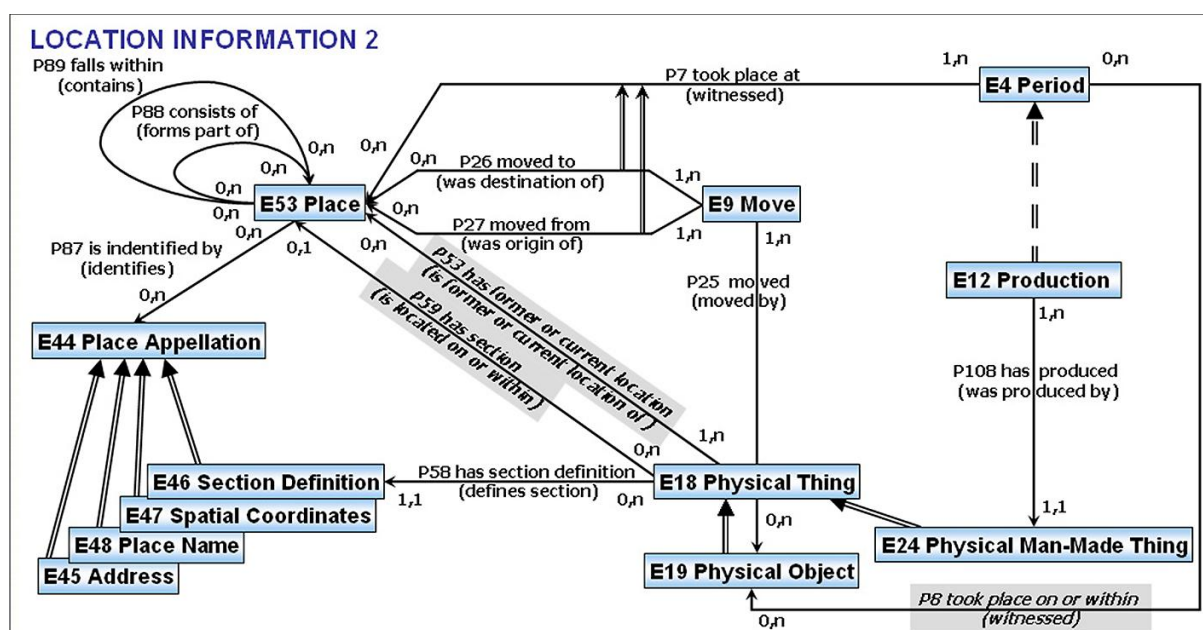 LOCATION INFORMATION 2
P89 falls within
(contains)
P88 consists of
(forms part of)
0,n
0,n
0,n
0,n
0,n
0,n
E53 Place
P7 took place at
(witnessed)
1,n
0,n
E4 Period
0,n
P26 moved to
(was destination of)
1,n
0,n
P27 moved from
(was origin of)
1,n
E9 Move
1,n
P25 moved
(moved by)
0,n
E12 Production
1,n
P108 has produced
(was produced by)
1,1
P87 is indentified by
(identifies)
0,n
0,n
E44 Place Appellation
0,1
0,n
P53 has former or current location
(is former or current location of)
1,n
P59 has section
(is located on or within)
0,n
E46 Section Definition
E47 Spatial Coordinates
E48 Place Name
E45 Address
P58 has section definition
(defines section)
1,1
0,n
E18 Physical Thing
E19 Physical Object
E24 Physical Man-Made Thing
P8 took place on or within
(witnessed)
0,n